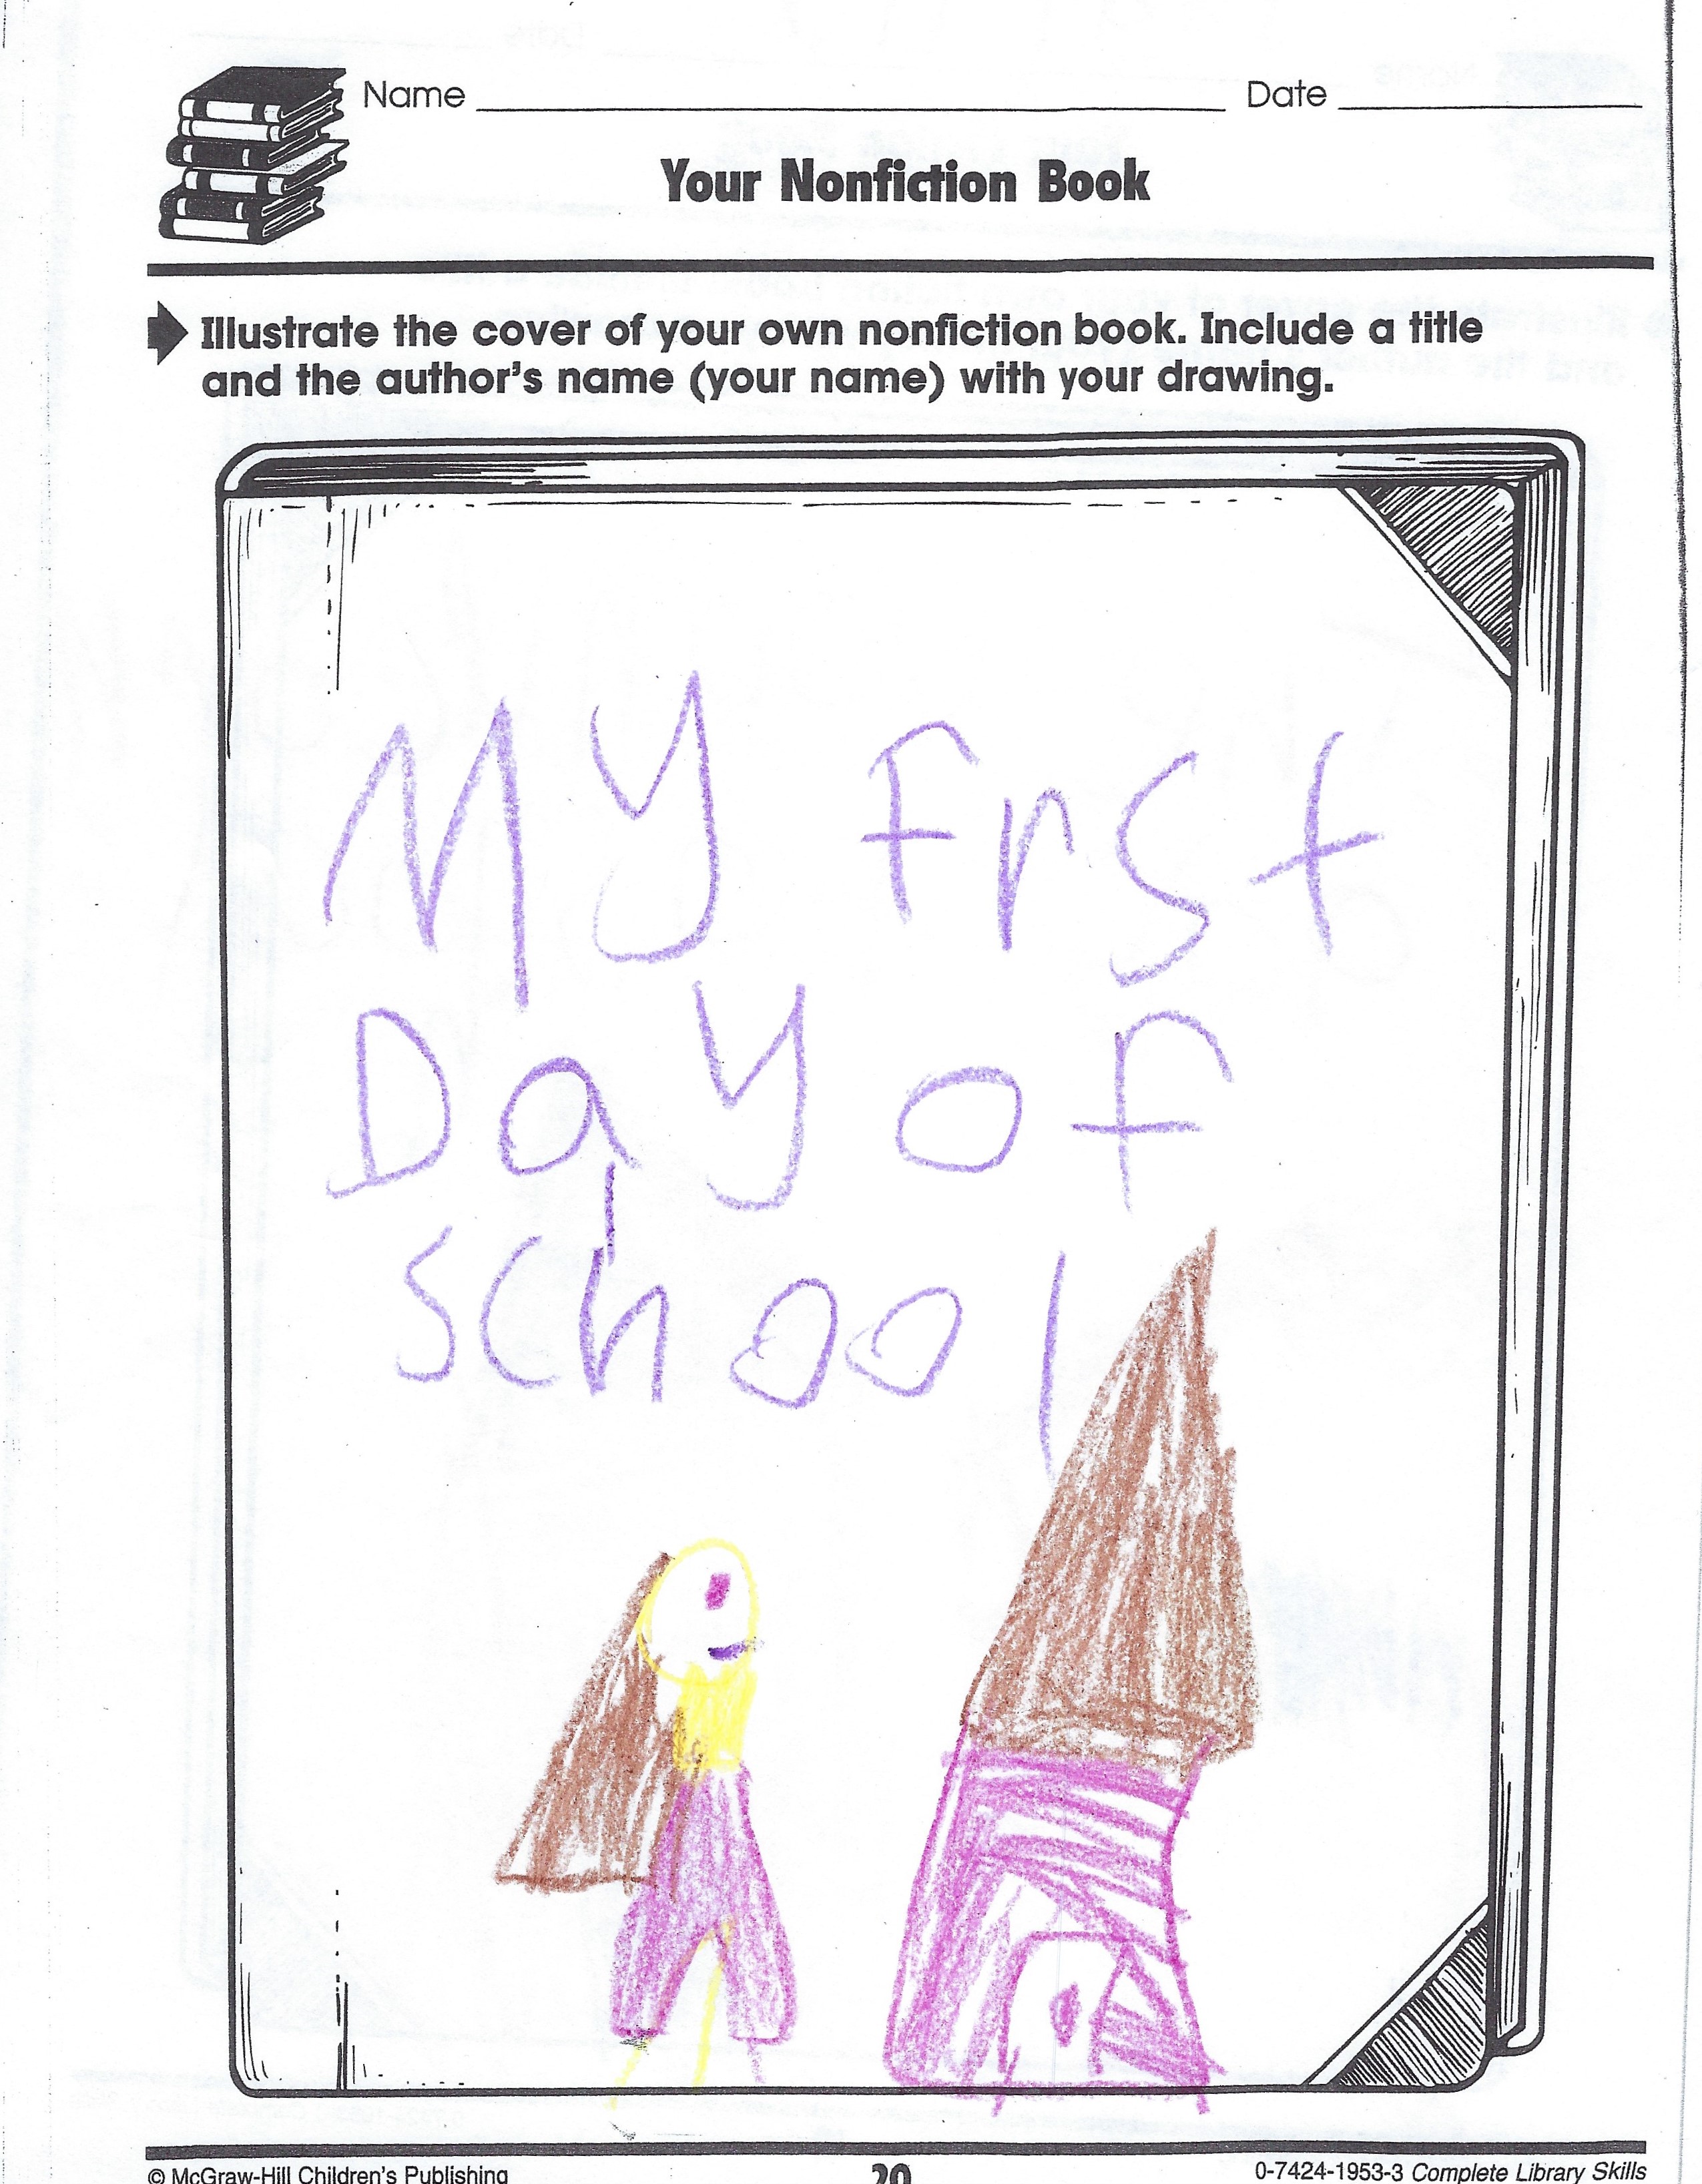 Name Date
Your Nonfiction Book
Illustrate the cover of your own nonfiction book. Include a title
and the author's name (your name) with your drawing.
My frst
Day of
school
© McGraw-Hill Children's Publishing 20 0-7424-1953-3 Complete Library Skills